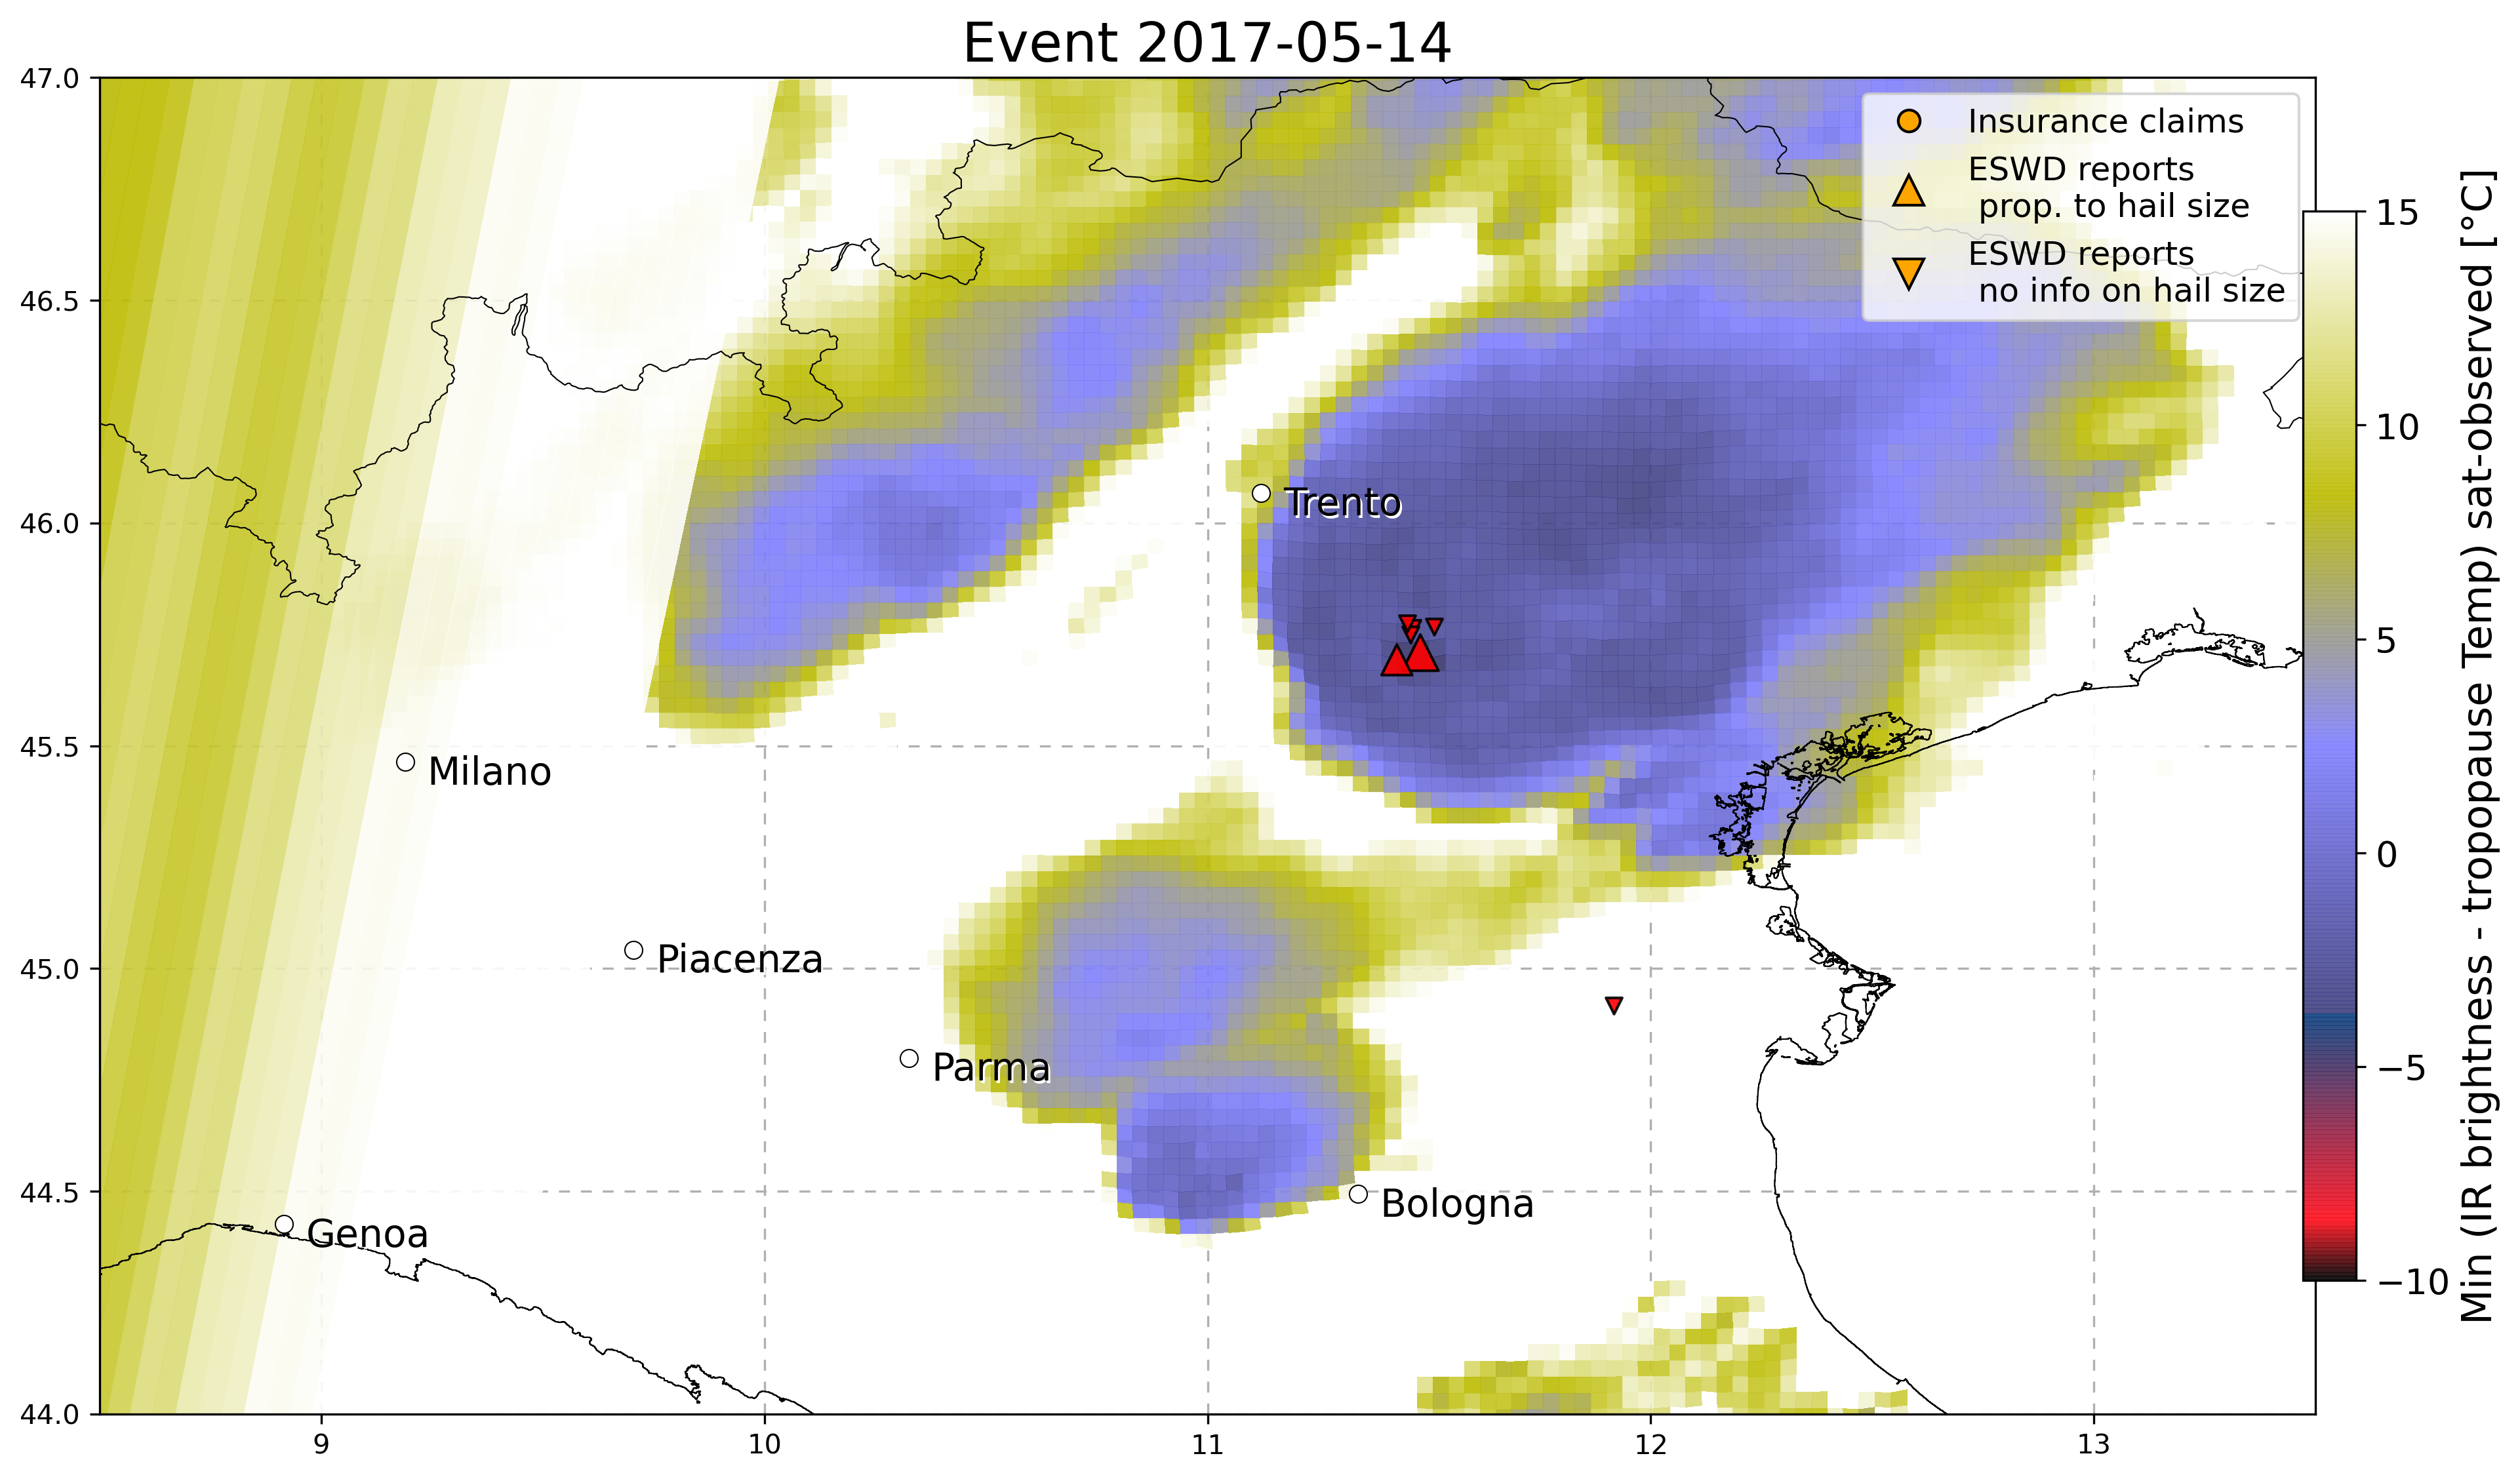 Event 2017-05-14
47.0
46.5
46.0
45.5
45.0
44.5
44.0
9
10
11
12
13
Insurance claims
ESWD reports
prop. to hail size
ESWD reports
no info on hail size
Trento
Milano
Piacenza
Parma
Bologna
Genoa
15
10
5
0
−5
−10
Min (IR brightness - tropopause Temp) sat-observed [°C]